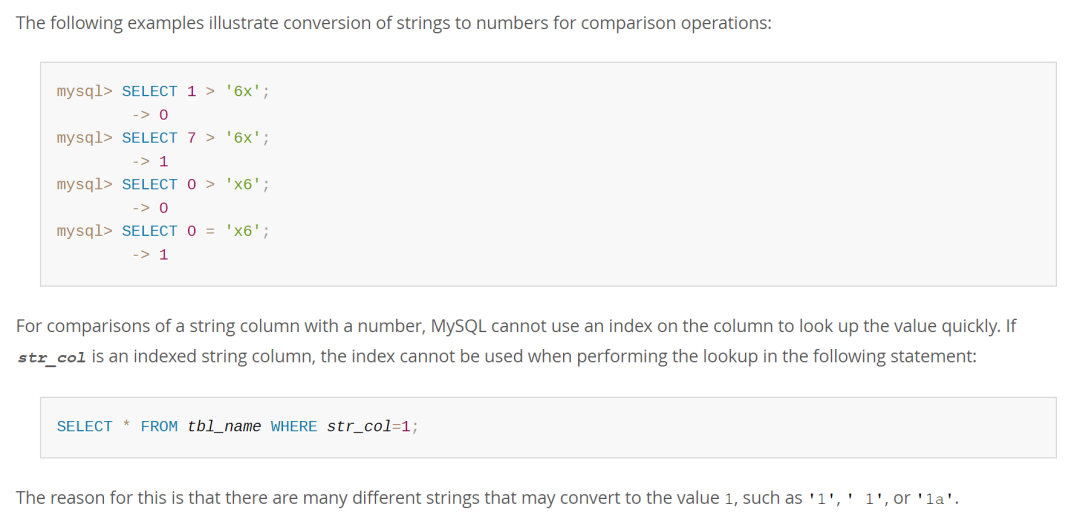 The following examples illustrate conversion of strings to numbers for comparison operations:
mysql> SELECT 1 > '6x';
-> 0
mysql> SELECT 7 > '6x';
-> 1
mysql> SELECT 0 > 'x6';
-> 0
mysql> SELECT 0 = 'x6';
-> 1
For comparisons of a string column with a number, MySQL cannot use an index on the column to look up the value quickly. If
str_col is an indexed string column, the index cannot be used when performing the lookup in the following statement:
SELECT * FROM tbl_name WHERE str_col=1;
The reason for this is that there are many different strings that may convert to the value 1, such as '1', ' 1', or '1a'.